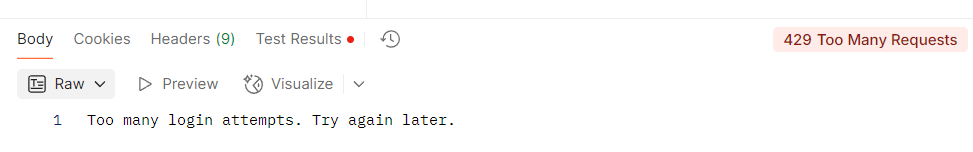 Body Cookies Headers (9) Test Results 429 Too Many Requests
Raw Preview Visualize
1 Too many login attempts. Try again later.